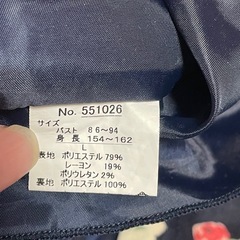 No. 551026
サイズ
バスト 86~94
身長 154~162
L
表地 ポリエステル 79%
レーヨン 19%
ポリウレタン 2%
裏地 ポリエステル 100%